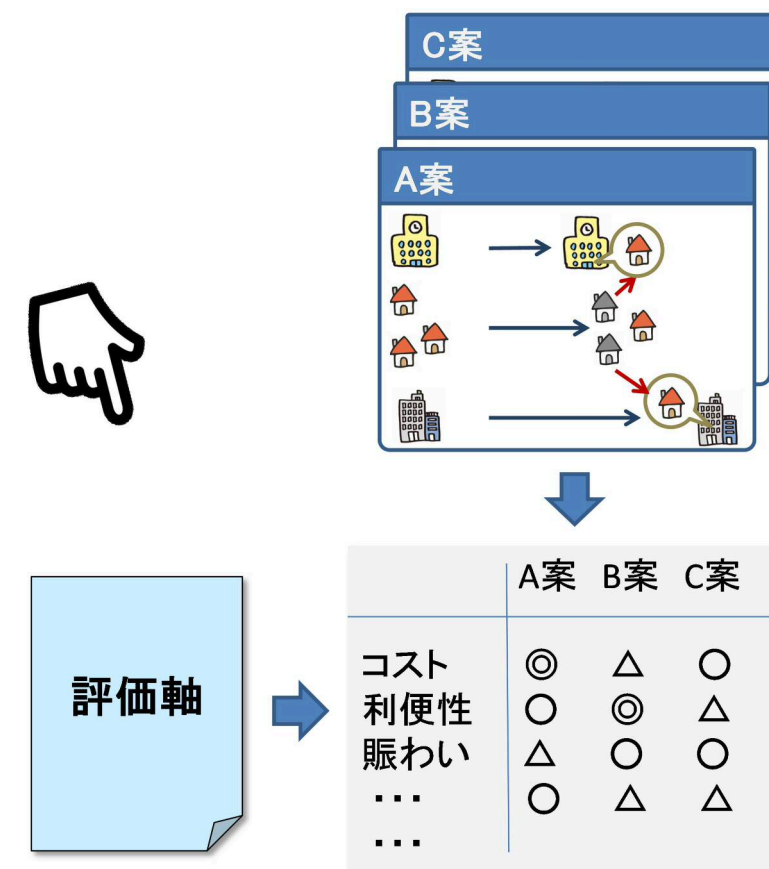 C案
B案
A案
評価軸
A案 B案 C案
コスト ◎ △ ○
利便性 ○ ◎ △
賑わい △ ○ ○
・・・ ○ △ △
・・・